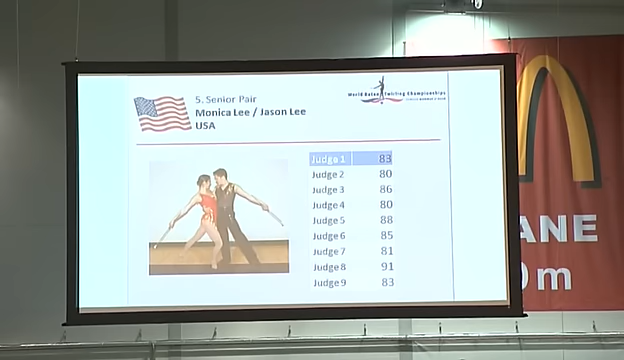 5. Senior Pair
Monica Lee / Jason Lee
USA
World Baton Twirling Championships
Judge 1 83
Judge 2 80
Judge 3 86
Judge 4 80
Judge 5 88
Judge 6 85
Judge 7 81
Judge 8 91
Judge 9 83
ANE
0m